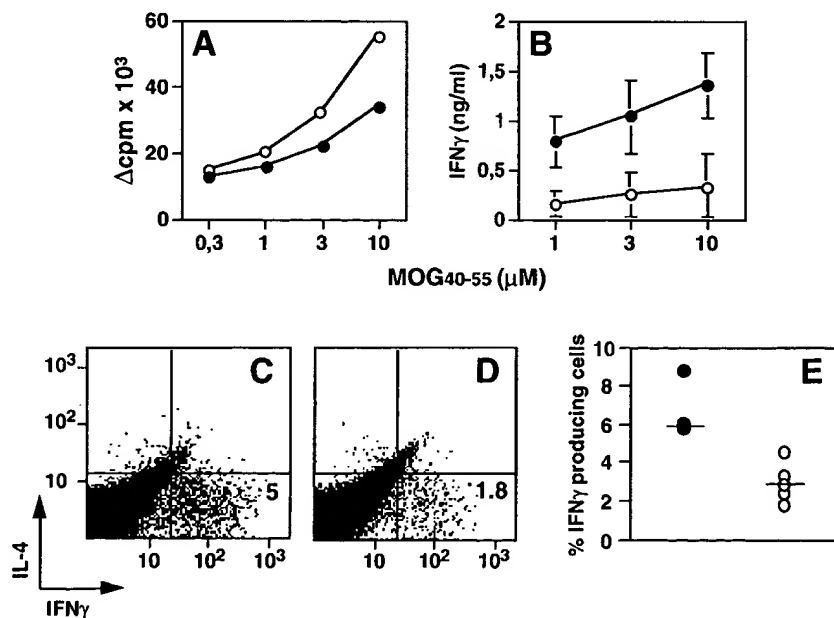 A
60
40
20
0
Δcpm x 10³
0,3 1 3 10
B
2
1,5
1
0,5
0
IFNγ (ng/ml)
1 3 10
MOG40-55 (μM)
C
10³
10²
10
5
10 10² 10³
IL-4
IFNγ
D
1.8
10 10² 10³
E
10
8
6
4
2
0
% IFNγ producing cells